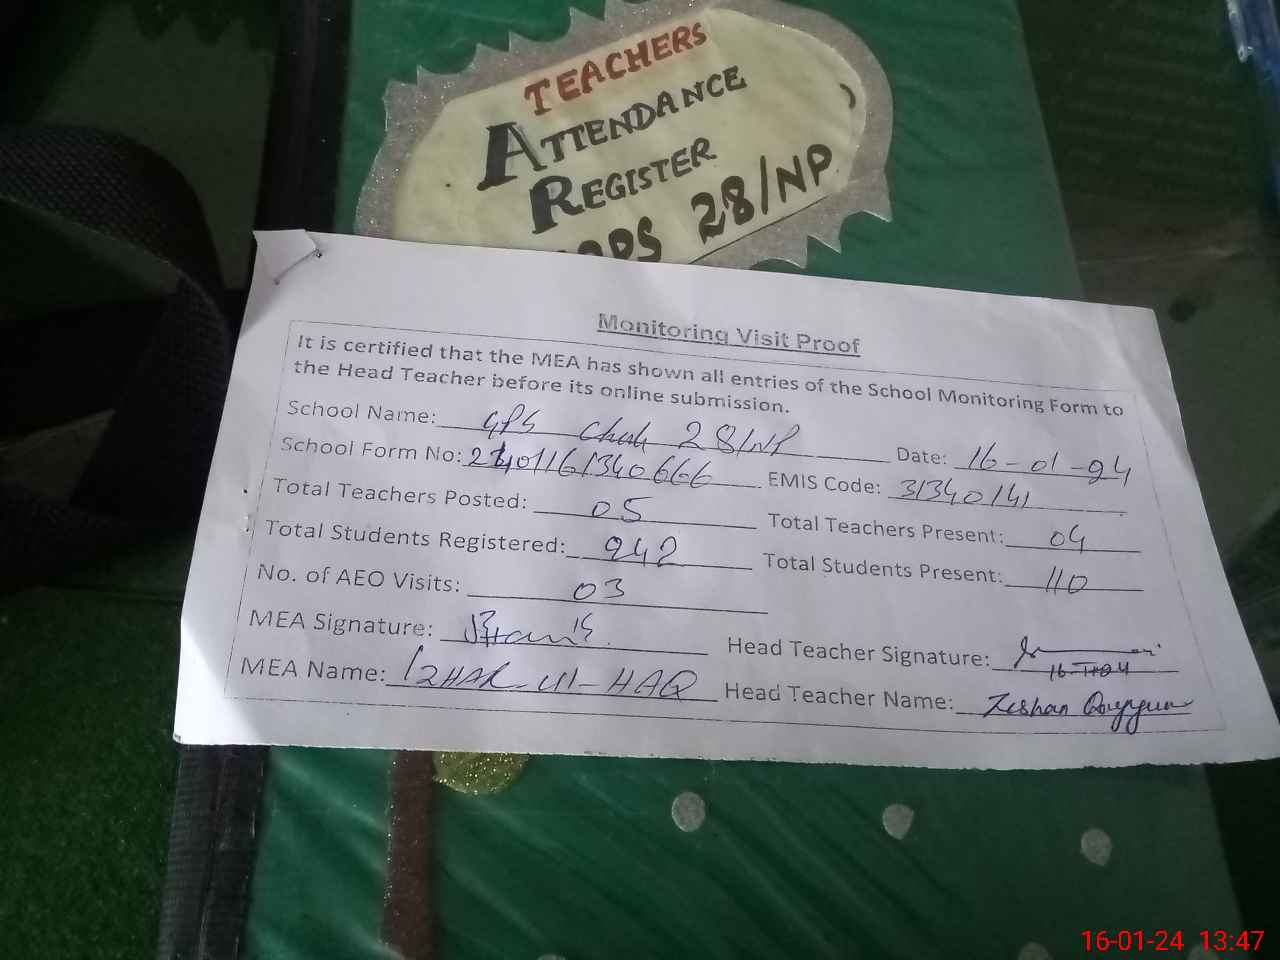 TEACHERS
ATTENDANCE
REGISTER
28/NP
Monitoring Visit Proof
It is certified that the MEA has shown all entries of the School Monitoring Form to
the Head Teacher before its online submission.
School Name: GPS Chak 28/NP Date: 16-01-24
School Form No: 2401161340666 EMIS Code: 31340141
Total Teachers Posted: 05 Total Teachers Present: 04
Total Students Registered: 242 Total Students Present: 110
No. of AEO Visits: 03
MEA Signature: Head Teacher Signature:
MEA Name: IZHAR-Ul-HAQ Head Teacher Name: Zeshan Qayyum
16-01-24 13:47